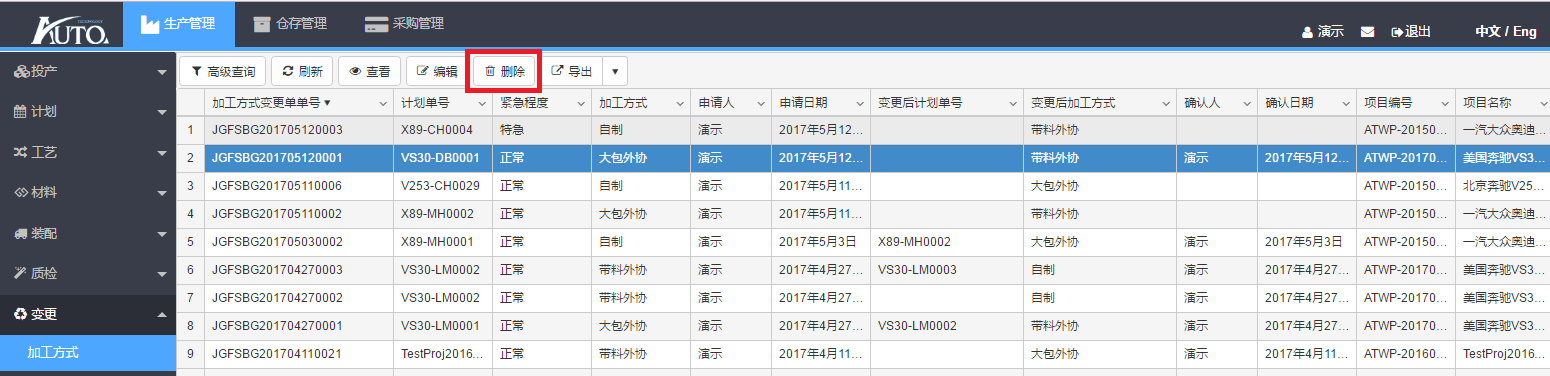 AUTO TECHNOLOGY
生产管理 仓存管理 采购管理 演示 退出 中文 / Eng
投产
计划
工艺
材料
装配
质检
变更
加工方式
高级查询 刷新 查看 编辑 删除 导出
加工方式变更单单号 计划单号 紧急程度 加工方式 申请人 申请日期 变更后计划单号 变更后加工方式 确认人 确认日期 项目编号 项目名称
1 JGFSBG201705120003 X89-CH0004 特急 自制 演示 2017年5月12... 带料外协 ATWP-20150... 一汽大众奥迪...
2 JGFSBG201705120001 VS30-DB0001 正常 大包外协 演示 2017年5月12... 带料外协 演示 2017年5月12... ATWP-20170... 美国奔驰VS3...
3 JGFSBG201705110006 V253-CH0029 正常 自制 演示 2017年5月11... 大包外协 ATWP-20150... 北京奔驰V25...
4 JGFSBG201705110002 X89-MH0002 正常 大包外协 演示 2017年5月11... 带料外协 ATWP-20150... 一汽大众奥迪...
5 JGFSBG201705030002 X89-MH0001 正常 自制 演示 2017年5月3日 X89-MH0002 大包外协 演示 2017年5月3日 ATWP-20150... 一汽大众奥迪...
6 JGFSBG201704270003 VS30-LM0002 正常 带料外协 演示 2017年4月27... VS30-LM0003 自制 演示 2017年4月27... ATWP-20170... 美国奔驰VS3...
7 JGFSBG201704270002 VS30-LM0002 正常 带料外协 演示 2017年4月27... 自制 演示 2017年4月27... ATWP-20170... 美国奔驰VS3...
8 JGFSBG201704270001 VS30-LM0001 正常 大包外协 演示 2017年4月27... VS30-LM0002 带料外协 演示 2017年4月27... ATWP-20170... 美国奔驰VS3...
9 JGFSBG201704110021 TestProj2016... 正常 带料外协 演示 2017年4月11... 大包外协 演示 2017年4月11... ATWP-20160... TestProj2016...